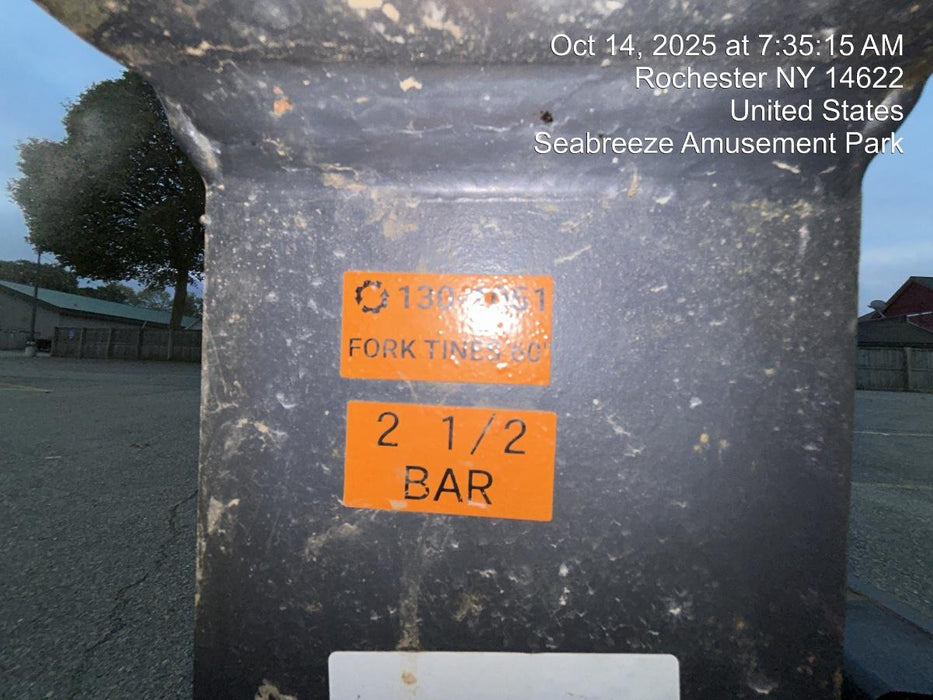 Oct 14, 2025 at 7:35:15 AM
Rochester NY 14622
United States
Seabreeze Amusement Park
FORK TINES 60"
2 1/2
BAR